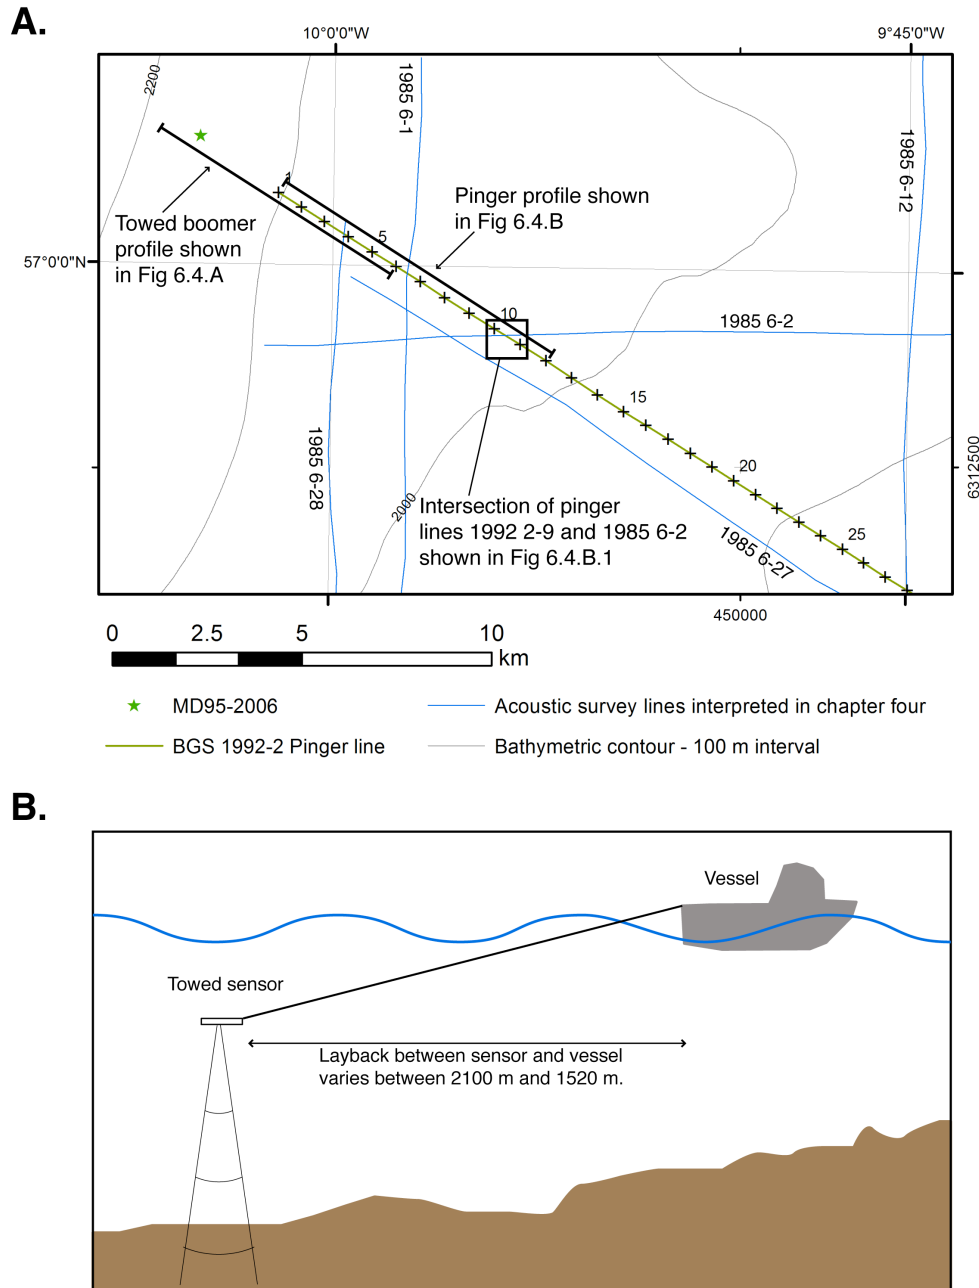 A.
10°0'0"W
9°45'0"W
2200
1985 6-1
1985 6-12
1
Pinger profile shown
in Fig 6.4.B
Towed boomer
profile shown
in Fig 6.4.A
5
57°0'0"N
10
1985 6-2
15
1985 6-28
20
6312500
2000
Intersection of pinger
lines 1992 2-9 and 1985 6-2
shown in Fig 6.4.B.1
25
1985 6-27
450000
0 2.5 5 10
km
MD95-2006
Acoustic survey lines interpreted in chapter four
BGS 1992-2 Pinger line
Bathymetric contour - 100 m interval
B.
Vessel
Towed sensor
Layback between sensor and vessel
varies between 2100 m and 1520 m.